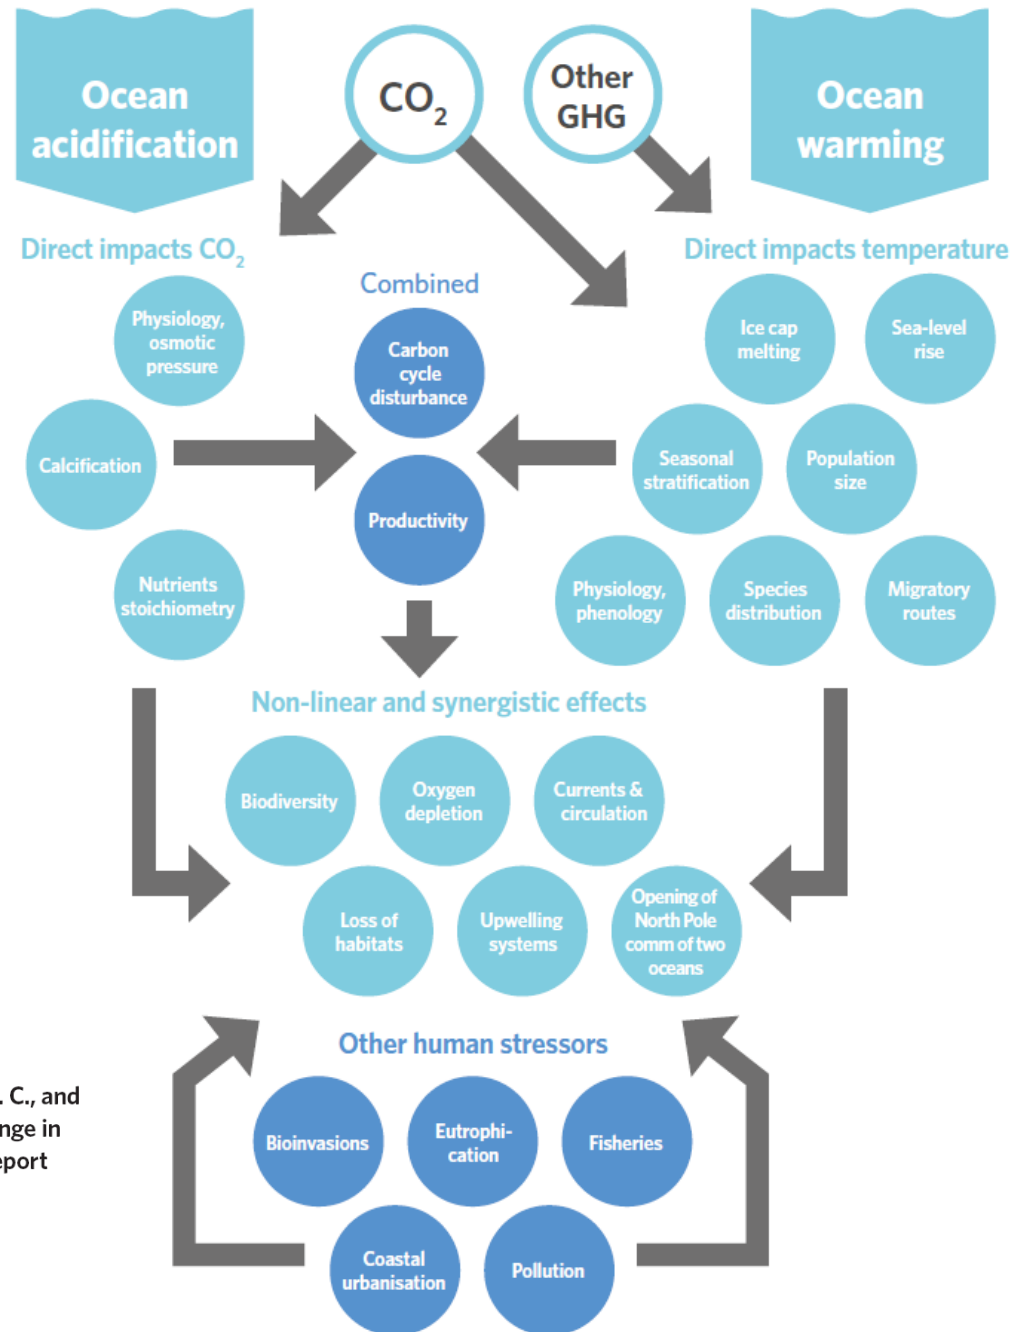 Ocean
acidification
CO₂
Other
GHG
Ocean
warming
Direct impacts CO₂
Physiology,
osmotic
pressure
Calcification
Nutrients
stoichiometry
Combined
Carbon
cycle
disturbance
Productivity
Direct impacts temperature
Ice cap
melting
Sea-level
rise
Seasonal
stratification
Population
size
Physiology,
phenology
Species
distribution
Migratory
routes
Non-linear and synergistic effects
Biodiversity
Oxygen
depletion
Currents &
circulation
Loss of
habitats
Upwelling
systems
Opening of
North Pole
comm of two
oceans
Other human stressors
Bioinvasions
Eutrophi-
cation
Fisheries
Coastal
urbanisation
Pollution
. C., and
nge in
eport